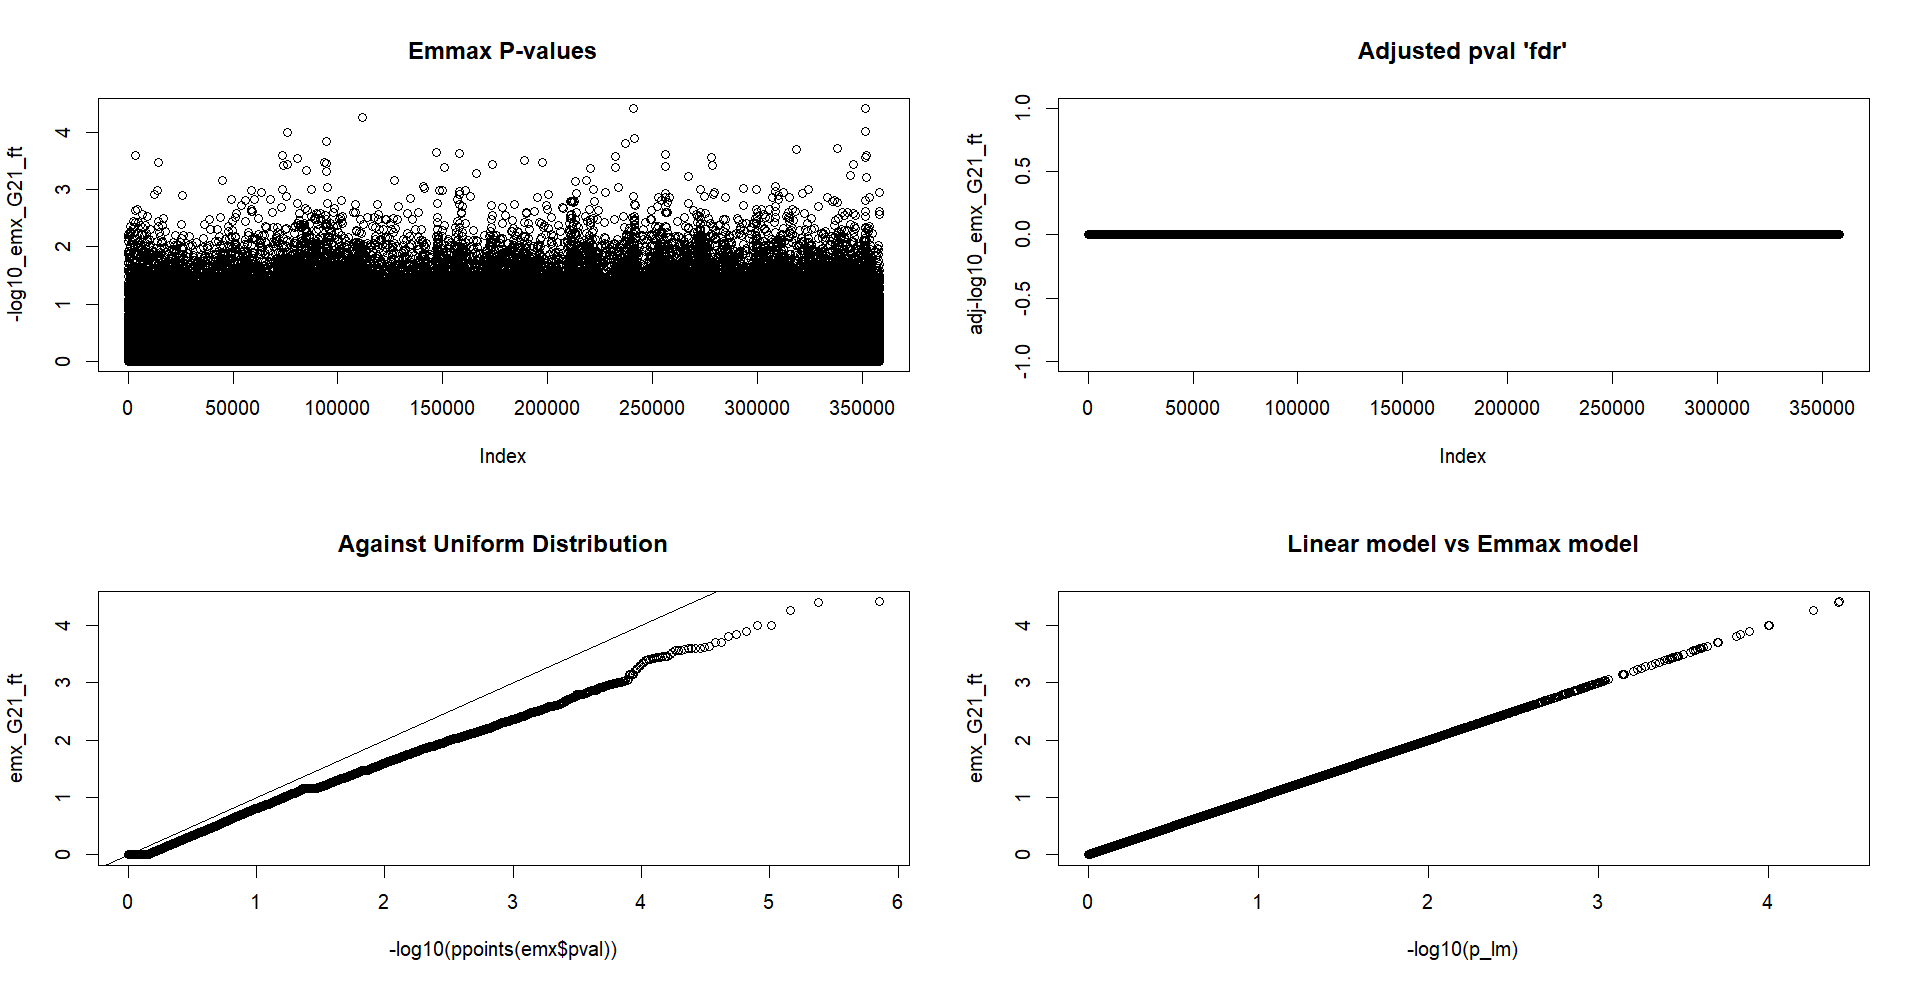 Emmax P-values
-log10_emx_G21_ft
4
3
2
1
0
0 50000 100000 150000 200000 250000 300000 350000
Index
Adjusted pval 'fdr'
adj-log10_emx_G21_ft
1.0
0.5
0.0
-0.5
-1.0
0 50000 100000 150000 200000 250000 300000 350000
Index
Against Uniform Distribution
emx_G21_ft
4
3
2
1
0
0 1 2 3 4 5 6
-log10(ppoints(emx$pval))
Linear model vs Emmax model
emx_G21_ft
4
3
2
1
0
0 1 2 3 4
-log10(p_lm)